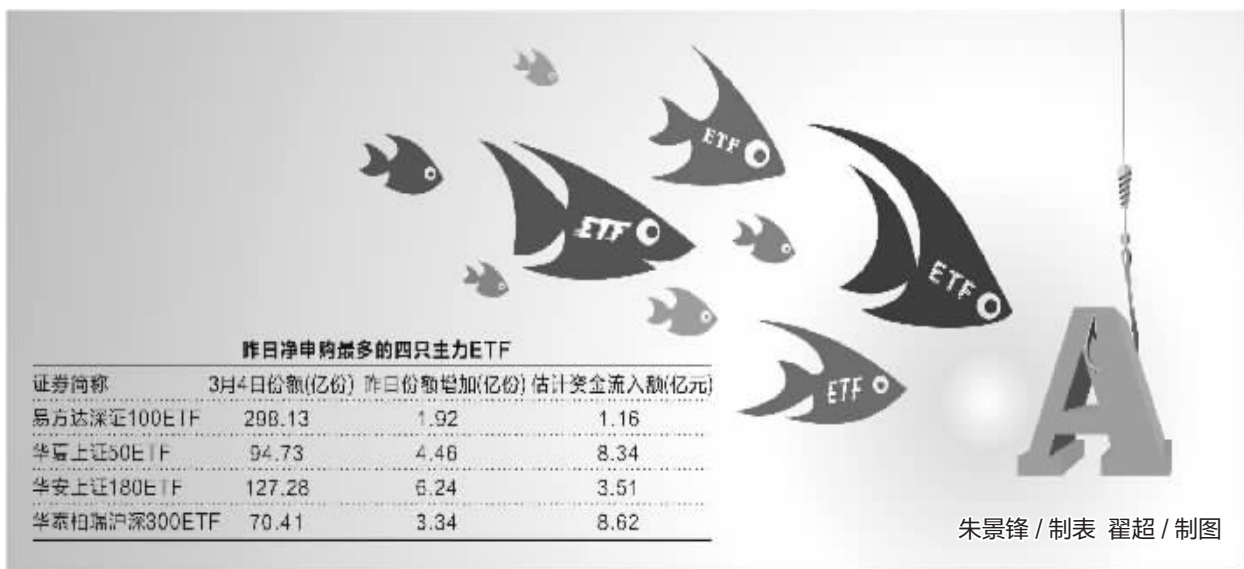 ETF
ETF
ETF
ETF
A
昨日净申购最多的四只主力ETF
证券简称 3月4日份额(亿份) 昨日份额增加(亿份) 估计资金流入额(亿元)
易方达深证100ETF 298.13 1.92 1.16
华夏上证50ETF 94.73 4.46 8.34
华安上证180ETF 127.28 6.24 3.51
华泰柏瑞沪深300ETF 70.41 3.34 8.62
朱景锋 / 制表 翟超 / 制图